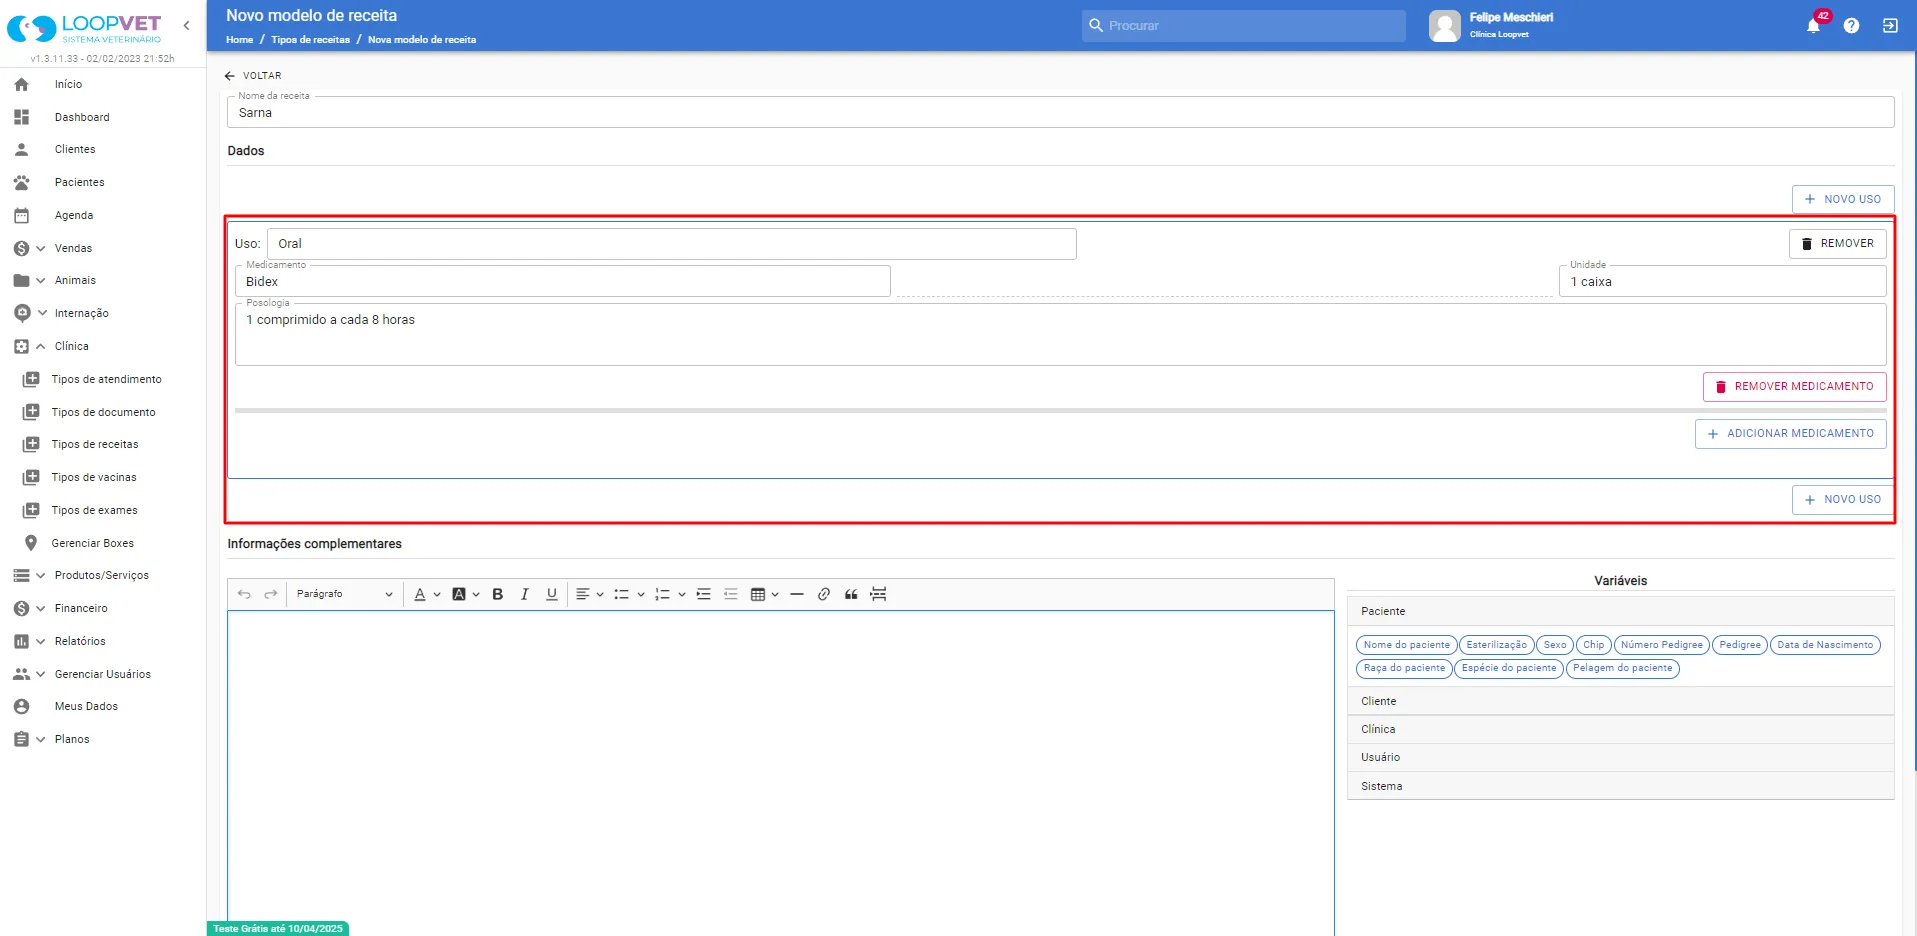 LOOPVET
SISTEMA VETERINÁRIO
v1.3.11.33 - 02/02/2023 21:52h
Início
Dashboard
Clientes
Pacientes
Agenda
Vendas
Animais
Internação
Clínica
Tipos de atendimento
Tipos de documento
Tipos de receitas
Tipos de vacinas
Tipos de exames
Gerenciar Boxes
Produtos/Serviços
Financeiro
Relatórios
Gerenciar Usuários
Meus Dados
Planos
Novo modelo de receita
Home / Tipos de receitas / Nova modelo de receita
Procurar
Felipe Meschieri
Clínica Loopvet
42
VOLTAR
Nome da receita
Sarna
Dados
NOVO USO
Uso: Oral
REMOVER
Medicamento
Bidex
Unidade
1 caixa
Posologia
1 comprimido a cada 8 horas
REMOVER MEDICAMENTO
ADICIONAR MEDICAMENTO
NOVO USO
Informações complementares
Parágrafo
Variáveis
Paciente
Nome do paciente Esterilização Sexo Chip Número Pedigree Pedigree Data de Nascimento
Raça do paciente Espécie do paciente Pelagem do paciente
Cliente
Clínica
Usuário
Sistema
Teste Grátis até 10/04/2025